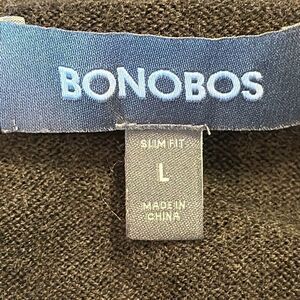 BONOBOS
SLIM FIT
L
MADE IN
CHINA